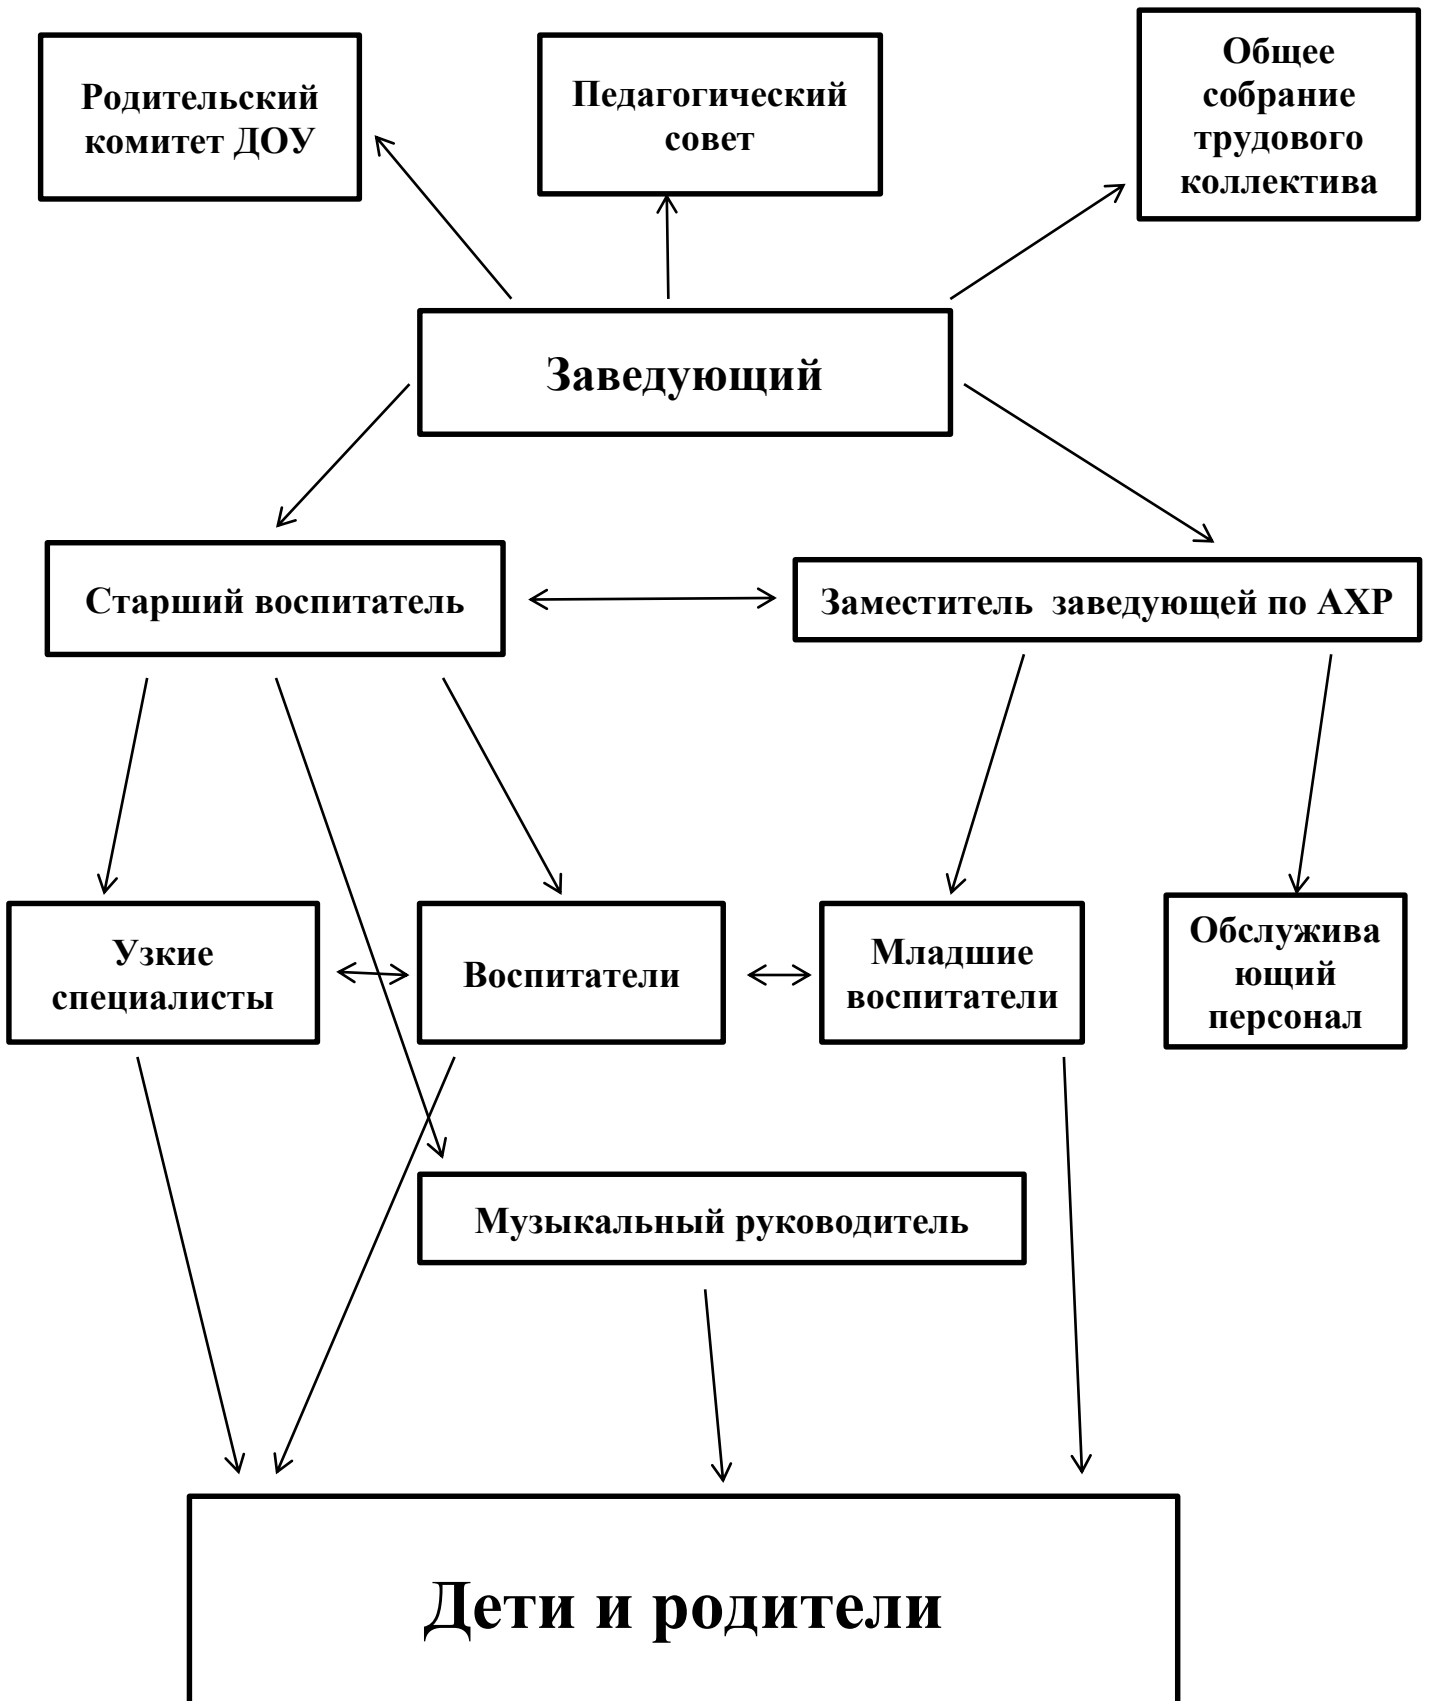 Родительский
комитет ДОУ
Педагогический
совет
Общее
собрание
трудового
коллектива
Заведующий
Старший воспитатель
Заместитель  заведующей по АХР
Узкие
специалисты
Воспитатели
Младшие
воспитатели
Обслужива
ющий
персонал
Музыкальный руководитель
Дети и родители